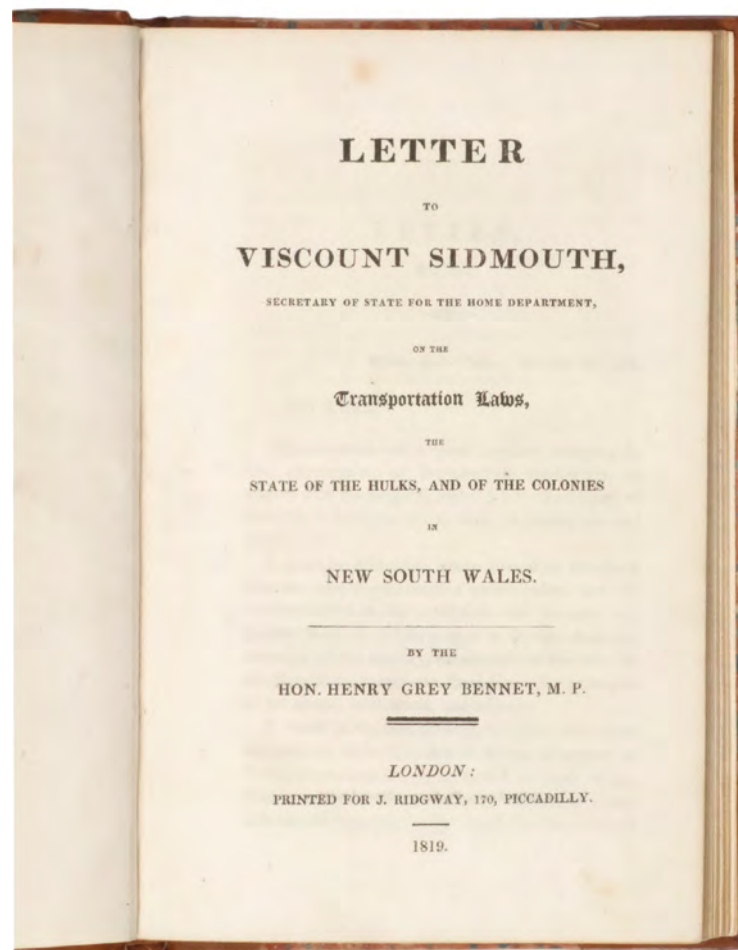 LETTER
TO
VISCOUNT SIDMOUTH,
SECRETARY OF STATE FOR THE HOME DEPARTMENT,
ON THE
Transportation Laws,
THE
STATE OF THE HULKS, AND OF THE COLONIES
IN
NEW SOUTH WALES.
BY THE
HON. HENRY GREY BENNET, M. P.
LONDON:
PRINTED FOR J. RIDGWAY, 170, PICCADILLY.
1819.